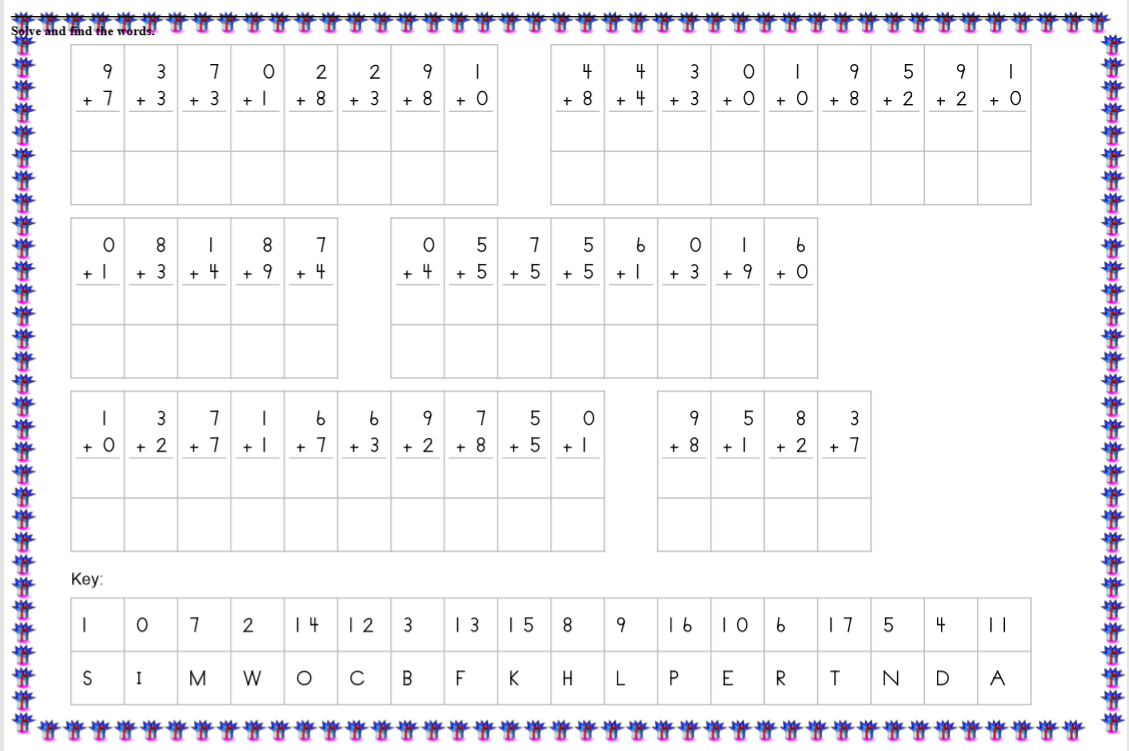 Solve and find the words.
9 3 7 0 2 2 9 1 4 4 3 0 1 9 5 9 1
+ 7 + 3 + 3 + 1 + 8 + 3 + 8 + 0 + 8 + 4 + 3 + 0 + 0 + 8 + 2 + 2 + 0
0 8 1 8 7 0 5 7 5 6 0 1 6
+ 1 + 3 + 4 + 9 + 4 + 4 + 5 + 5 + 5 + 1 + 3 + 9 + 0
1 3 7 1 6 6 9 7 5 0 9 5 8 3
+ 0 + 2 + 7 + 1 + 7 + 3 + 2 + 8 + 5 + 1 + 8 + 1 + 2 + 7
Key:
1 0 7 2 14 12 3 13 15 8 9 16 10 6 17 5 4 11
S I M W O C B F K H L P E R T N D A